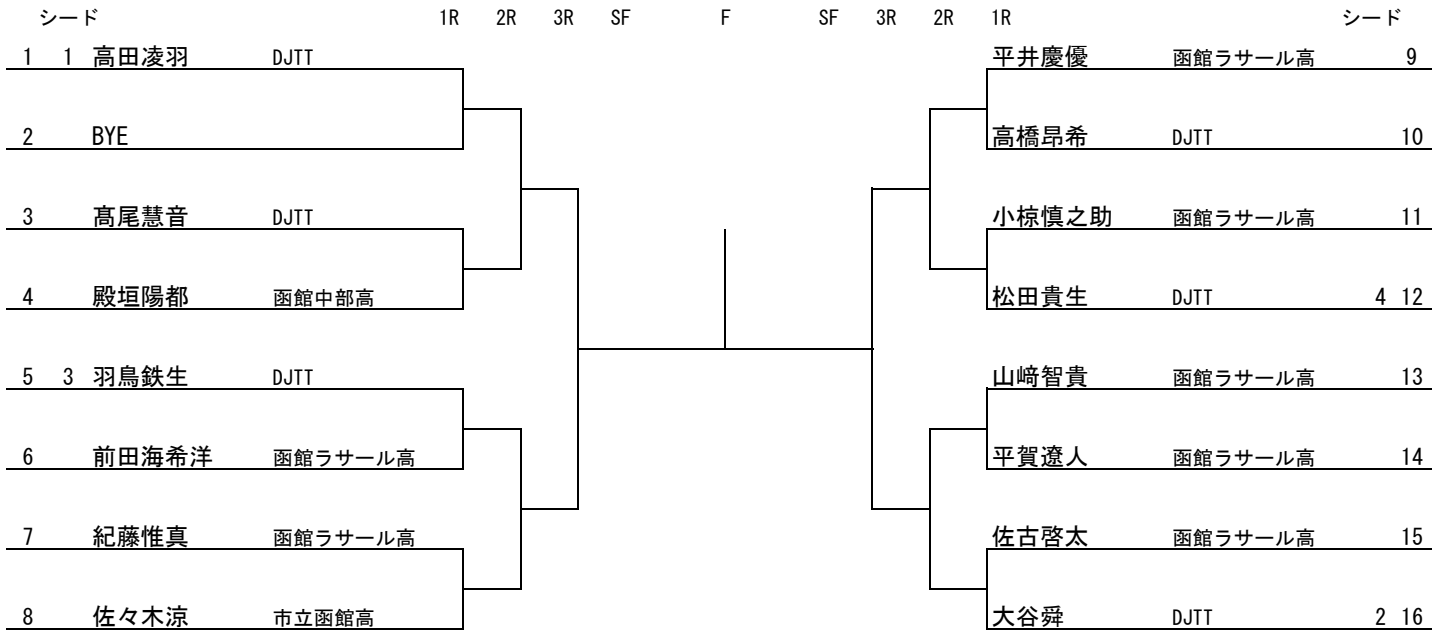 シード 1R 2R 3R SF F SF 3R 2R 1R シード
1 1 高田凌羽 DJTT 平井慶優 函館ラサール高 9
2 BYE 高橋昂希 DJTT 10
3 髙尾慧音 DJTT 小椋慎之助 函館ラサール高 11
4 殿垣陽都 函館中部高 松田貴生 DJTT 4 12
5 3 羽鳥鉄生 DJTT 山﨑智貴 函館ラサール高 13
6 前田海希洋 函館ラサール高 平賀遼人 函館ラサール高 14
7 紀藤惟真 函館ラサール高 佐古啓太 函館ラサール高 15
8 佐々木涼 市立函館高 大谷舜 DJTT 2 16